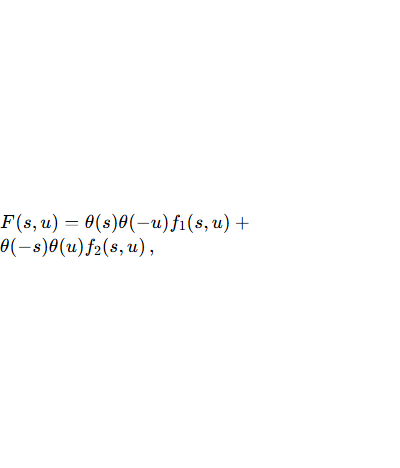 F(s, u) = θ(s)θ(−u)f₁(s, u) +
θ(−s)θ(u)f₂(s, u) ,